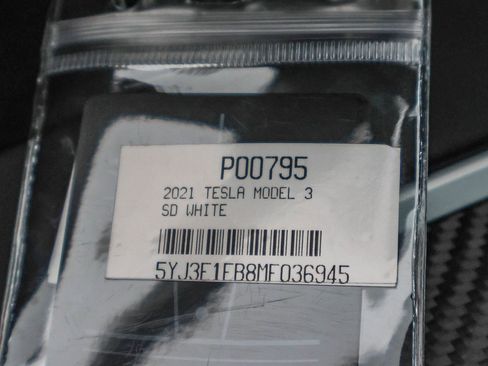 P00795
2021 TESLA MODEL 3
SD WHITE
5YJ3E1EB8MF036945